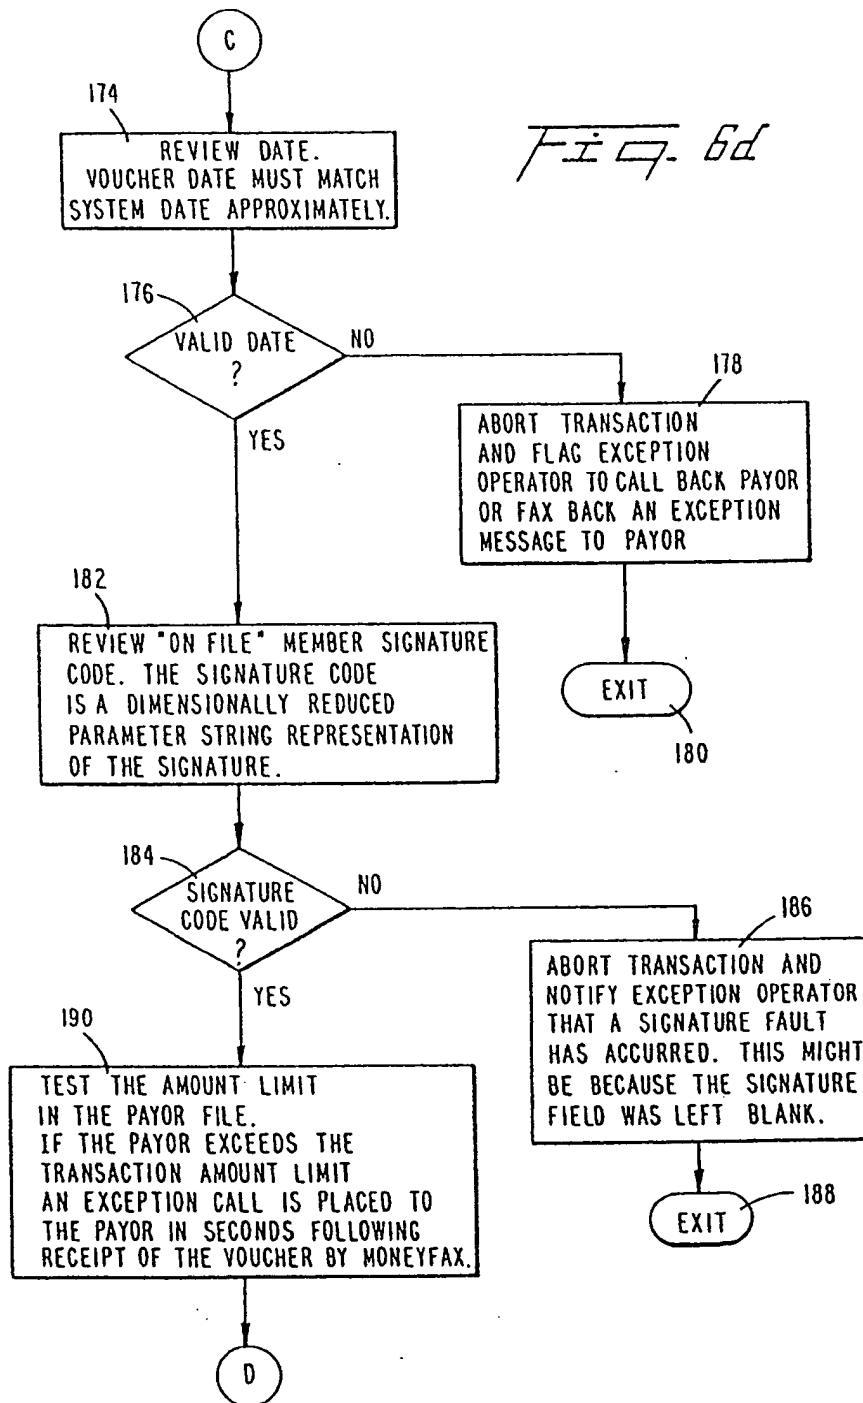 C
174
Fig. 6d
REVIEW DATE.
VOUCHER DATE MUST MATCH
SYSTEM DATE APPROXIMATELY.
176
VALID DATE
?
NO
YES
178
ABORT TRANSACTION
AND FLAG EXCEPTION
OPERATOR TO CALL BACK PAYOR
OR FAX BACK AN EXCEPTION
MESSAGE TO PAYOR
EXIT
180
182
REVIEW "ON FILE" MEMBER SIGNATURE
CODE. THE SIGNATURE CODE
IS A DIMENSIONALLY REDUCED
PARAMETER STRING REPRESENTATION
OF THE SIGNATURE.
184
SIGNATURE
CODE VALID
?
NO
YES
186
ABORT TRANSACTION AND
NOTIFY EXCEPTION OPERATOR
THAT A SIGNATURE FAULT
HAS ACCURRED. THIS MIGHT
BE BECAUSE THE SIGNATURE
FIELD WAS LEFT BLANK.
EXIT
188
190
TEST THE AMOUNT LIMIT
IN THE PAYOR FILE.
IF THE PAYOR EXCEEDS THE
TRANSACTION AMOUNT LIMIT
AN EXCEPTION CALL IS PLACED TO
THE PAYOR IN SECONDS FOLLOWING
RECEIPT OF THE VOUCHER BY MONEYFAX.
D